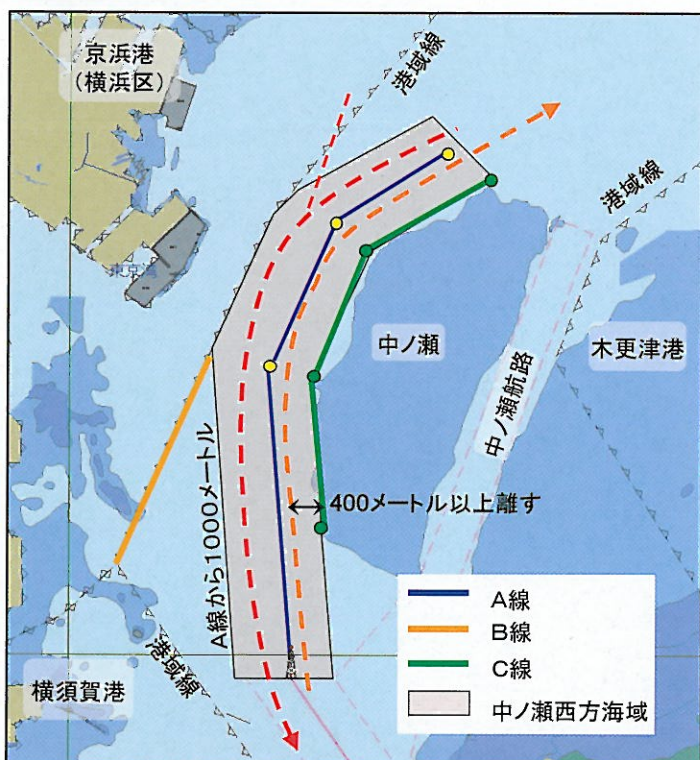 京浜港
(横浜区)
港域線
港域線
中ノ瀬
木更津港
中ノ瀬航路
A線から1000メートル
400メートル以上離す
港域線
横須賀港
A線
B線
C線
中ノ瀬西方海域